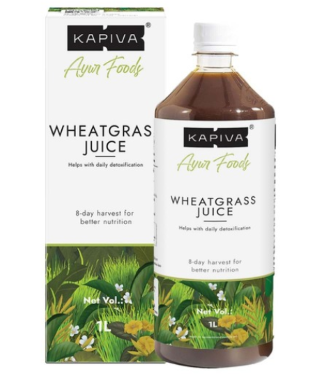 KAPIVA
Ayur Foods
WHEATGRAS
JUICE
Helps with daily detoxification
8-day harvest for
better nutrition
Net Vol.:
1L
KAPIVA
Ayur Foods
WHEATGRASS
JUICE
Helps with daily detoxification
8-day harvest for
better nutrition
Net Vol.:
1L